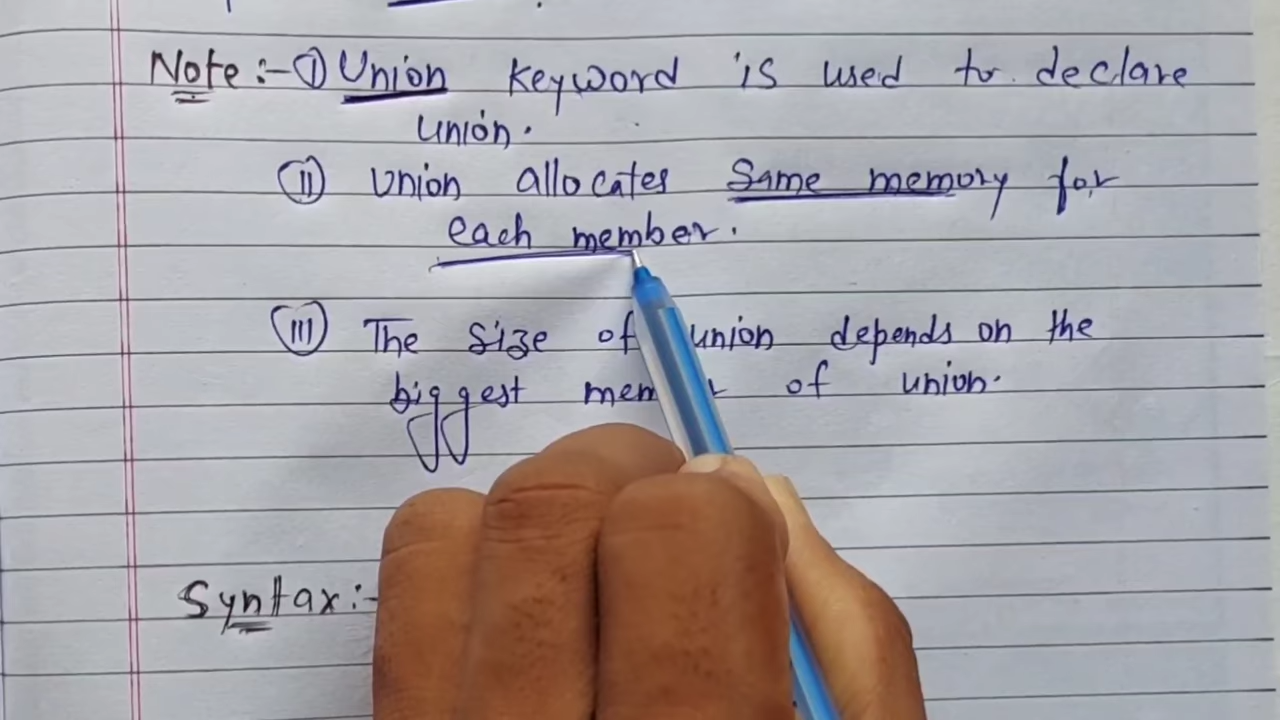 Note :- (I) Union keyword is used to declare
union.
(II) Union allocates same memory for
each member.
(III) The size of union depends on the
biggest of union.
Syntax :-